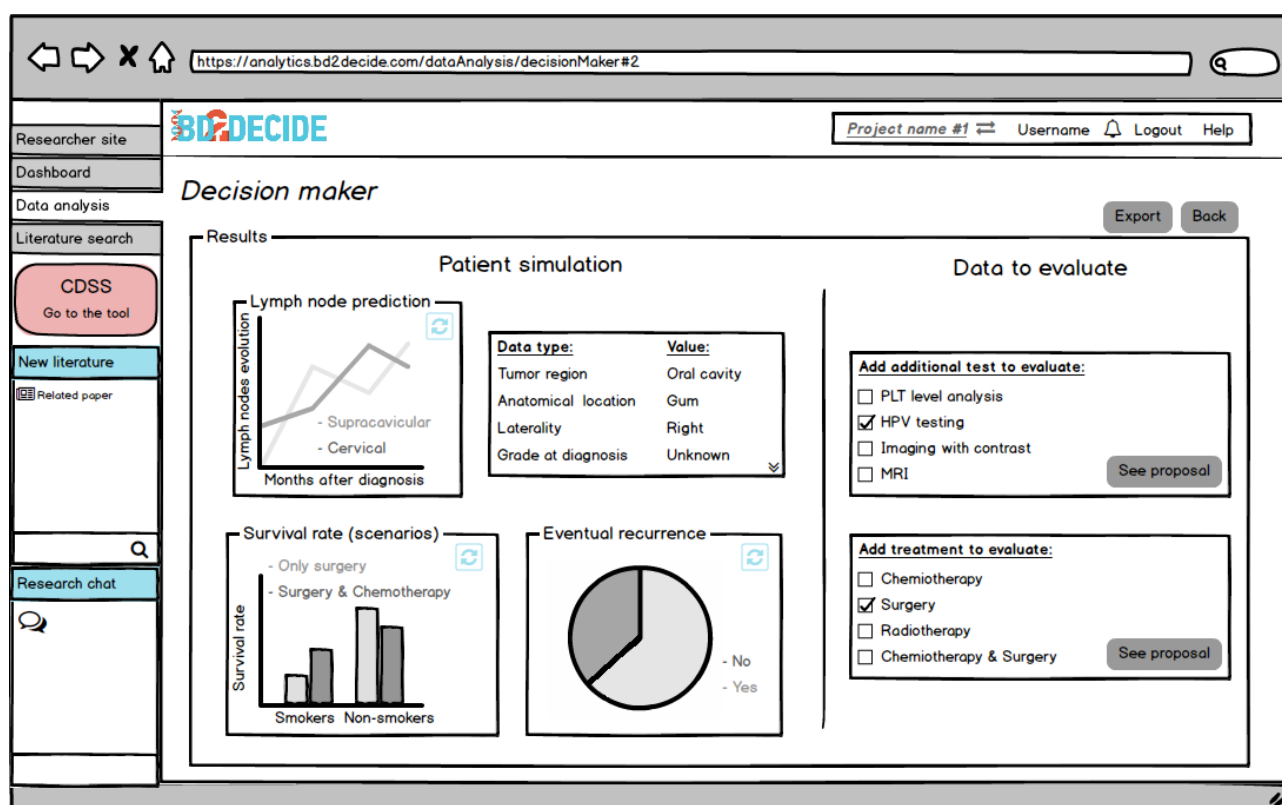 https://analytics.bd2decide.com/dataAnalysis/decisionMaker#2
Researcher site
Dashboard
Data analysis
Literature search
CDSS
Go to the tool
New literature
Related paper
Research chat
BD2DECIDE
Project name #1
Username
Logout
Help
Decision maker
Export
Back
Results
Patient simulation
Data to evaluate
Lymph node prediction
Lymph nodes evolution
- Supracavicular
- Cervical
Months after diagnosis
Data type: Value:
Tumor region Oral cavity
Anatomical location Gum
Laterality Right
Grade at diagnosis Unknown
Add additional test to evaluate:
PLT level analysis
HPV testing
Imaging with contrast
MRI
See proposal
Survival rate (scenarios)
- Only surgery
- Surgery & Chemotherapy
Survival rate
Smokers Non-smokers
Eventual recurrence
- No
- Yes
Add treatment to evaluate:
Chemiotherapy
Surgery
Radiotherapy
Chemiotherapy & Surgery
See proposal